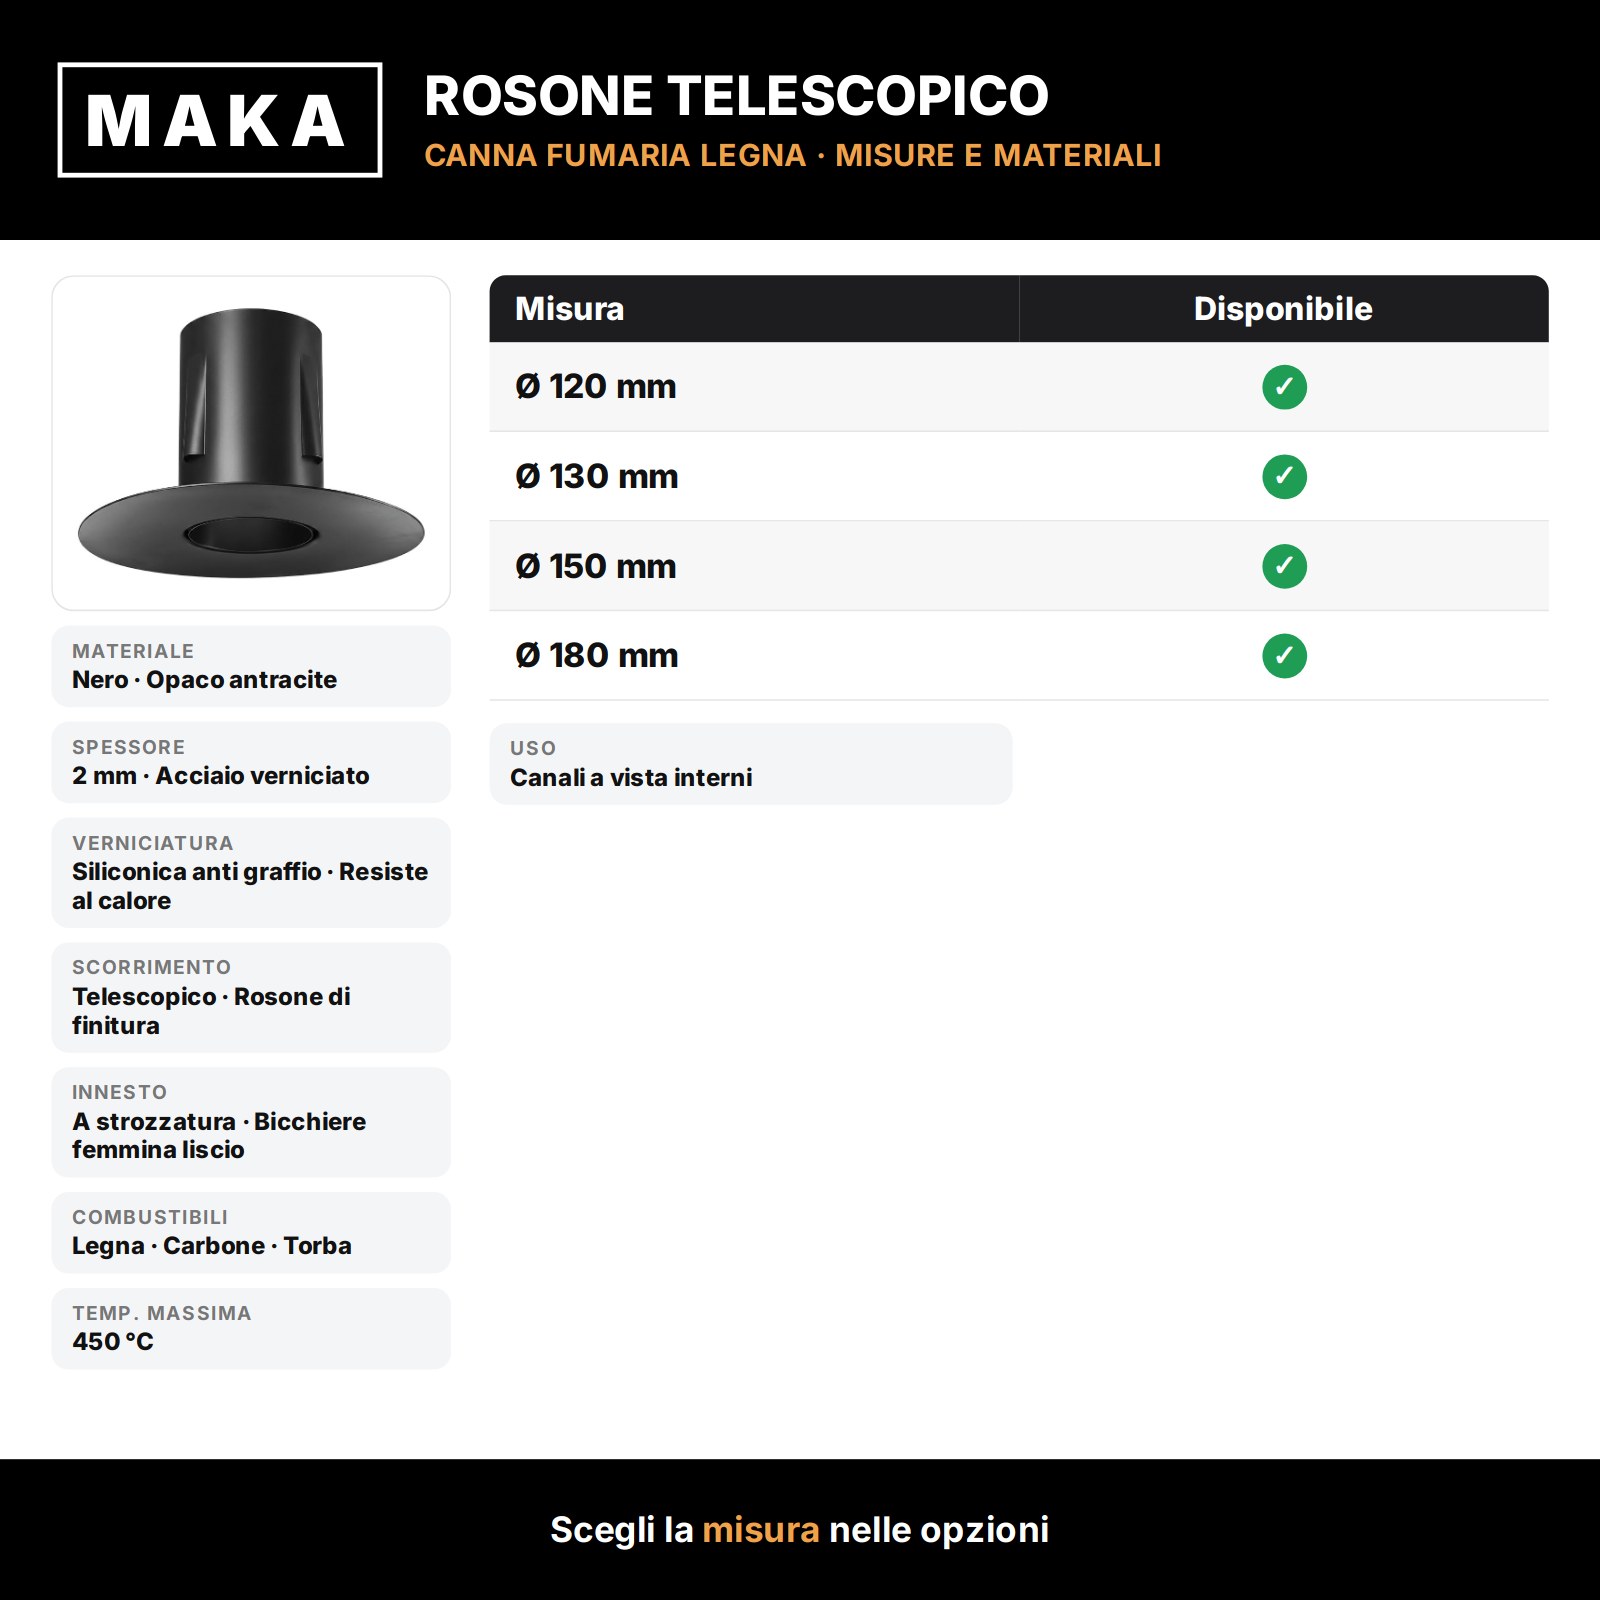 MAKA
ROSONE TELESCOPICO
CANNA FUMARIA LEGNA · MISURE E MATERIALI
Misura Disponibile
Ø 120 mm ✓
Ø 130 mm ✓
Ø 150 mm ✓
Ø 180 mm ✓
MATERIALE
Nero · Opaco antracite
SPESSORE
2 mm · Acciaio verniciato
VERNICIATURA
Siliconica anti graffio · Resiste
al calore
SCORRIMENTO
Telescopico · Rosone di
finitura
INNESTO
A strozzatura · Bicchiere
femmina liscio
COMBUSTIBILI
Legna · Carbone · Torba
TEMP. MASSIMA
450 °C
USO
Canali a vista interni
Scegli la misura nelle opzioni